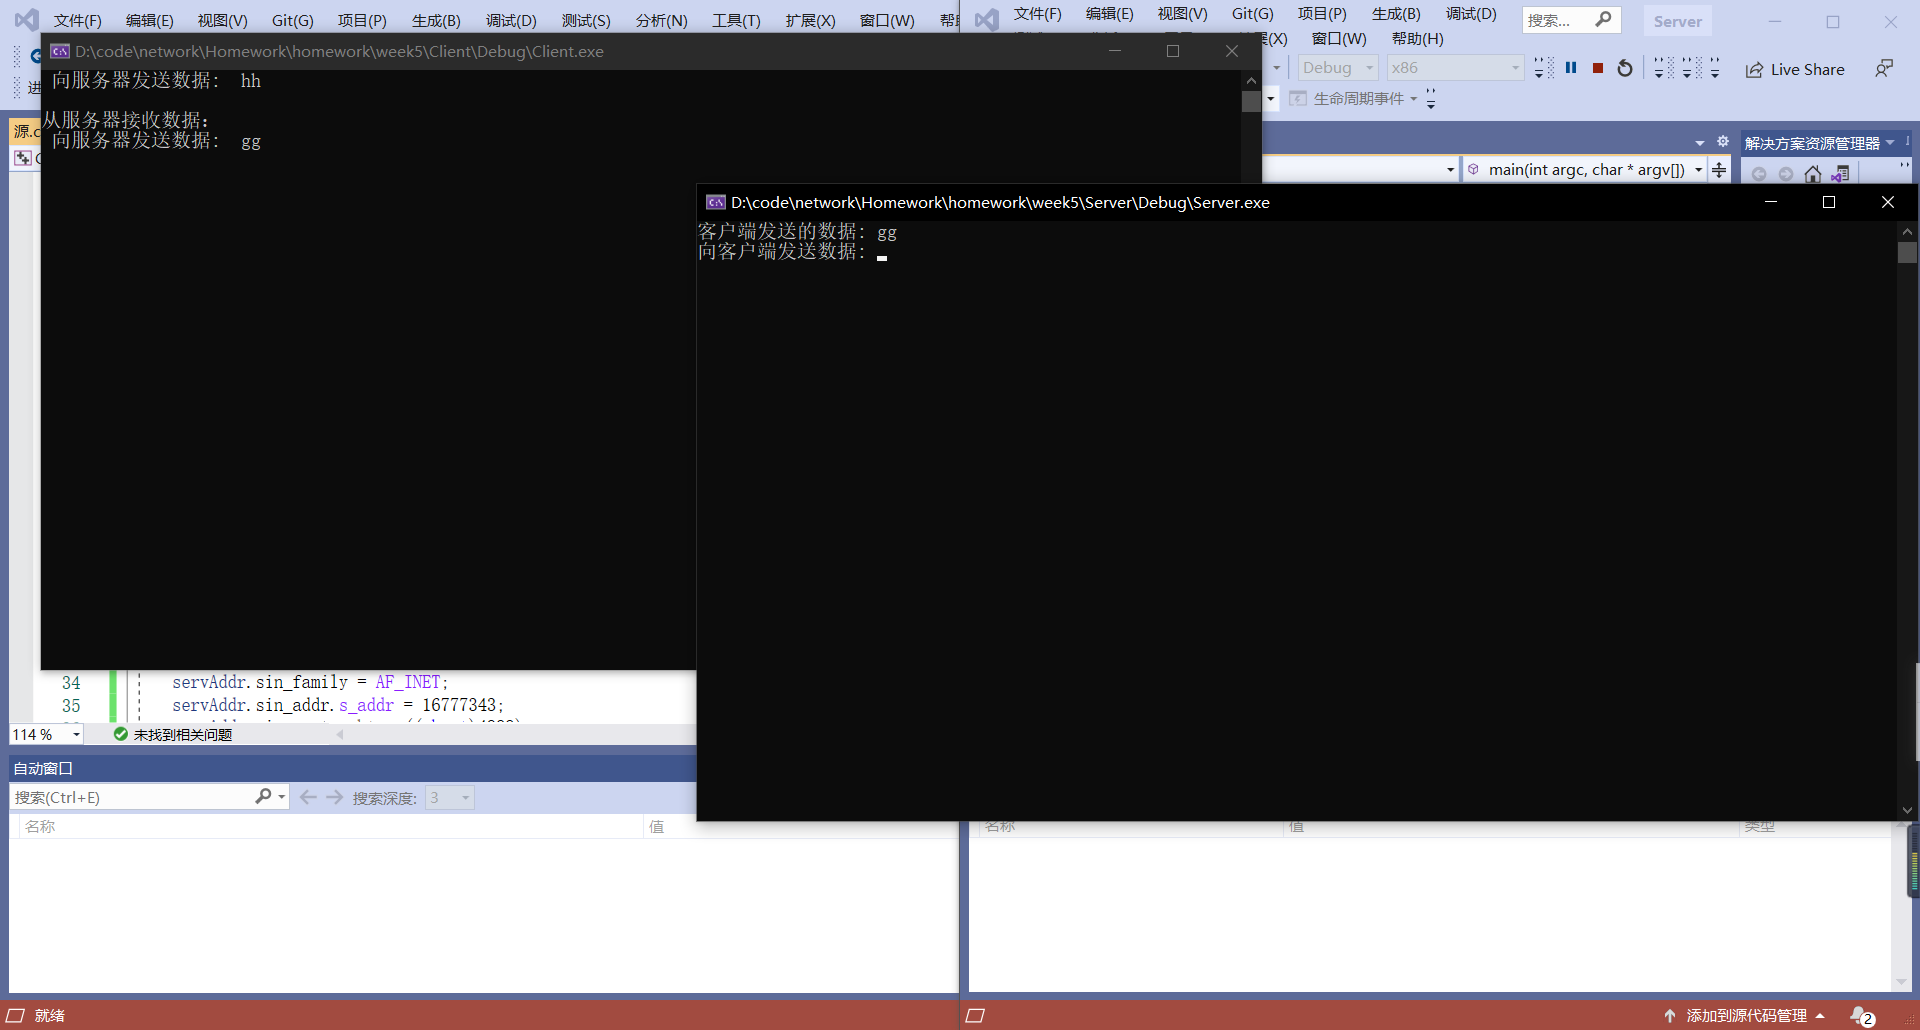 文件(F) 编辑(E) 视图(V) Git(G) 项目(P) 生成(B) 调试(D) 测试(S) 分析(N) 工具(T) 扩展(X) 窗口(W)
文件(F) 编辑(E) 视图(V) Git(G) 项目(P) 生成(B) 调试(D)
窗口(W) 帮助(H)
搜索...
Server
Debug x86
Live Share
生命周期事件
D:\code\network\Homework\homework\week5\Client\Debug\Client.exe
向服务器发送数据: hh
从服务器接收数据:
向服务器发送数据: gg
main(int argc, char * argv[])
解决方案资源管理器
D:\code\network\Homework\homework\week5\Server\Debug\Server.exe
客户端发送的数据: gg
向客户端发送数据:
34 servAddr.sin_family = AF_INET;
35 servAddr.sin_addr.s_addr = 16777343;
114 % 未找到相关问题
自动窗口
搜索(Ctrl+E) 搜索深度: 3
名称 值
名称 值 类型
就绪
添加到源代码管理 2